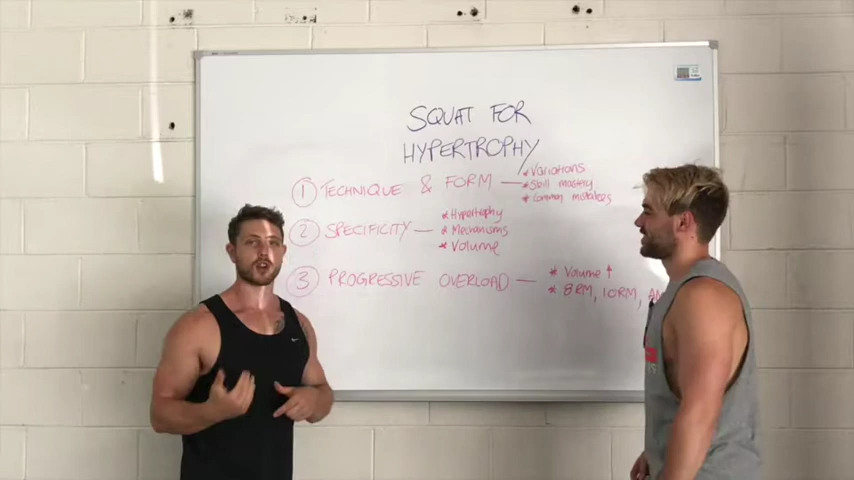 SQUAT FOR
HYPERTROPHY
1 TECHNIQUE & FORM — * Variations
* Skill mastery
* Common mistakes
2 SPECIFICITY — * Hypertrophy
* Mechanisms
* Volume
3 PROGRESSIVE OVERLOAD — * Volume ↑
* 8RM, 10RM,